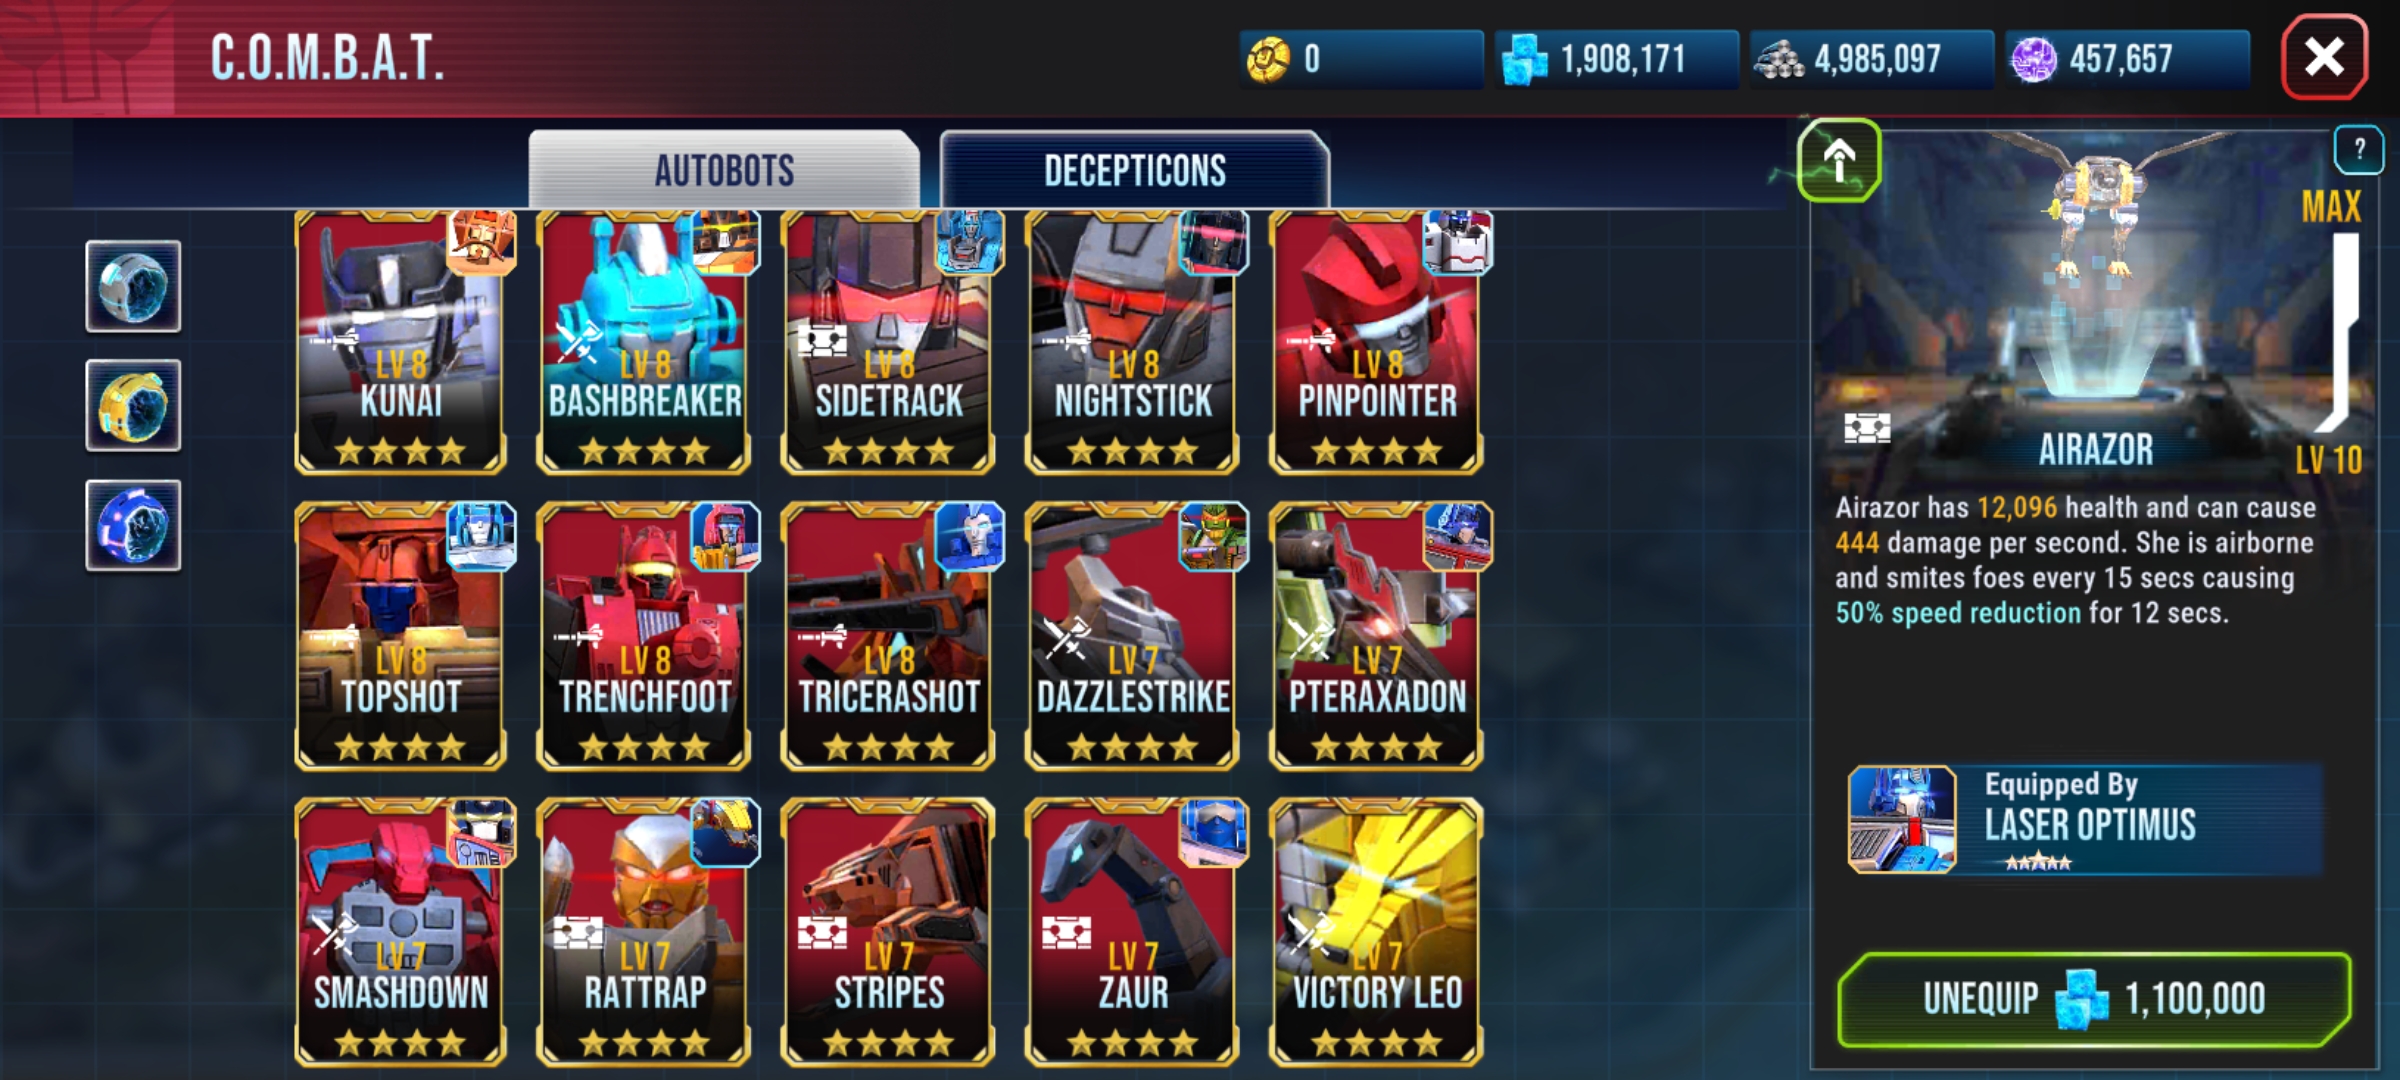 C.O.M.B.A.T.
0
1,908,171
4,985,097
457,657
AUTOBOTS
DECEPTICONS
?
LV 8
KUNAI
LV 8
BASHBREAKER
LV 8
SIDETRACK
LV 8
NIGHTSTICK
LV 8
PINPOINTER
LV 8
TOPSHOT
LV 8
TRENCHFOOT
LV 8
TRICERASHOT
LV 7
DAZZLESTRIKE
LV 7
PTERAXADON
LV 7
SMASHDOWN
LV 7
RATTRAP
LV 7
STRIPES
LV 7
ZAUR
LV 7
VICTORY LEO
MAX
AIRAZOR
LV 10
Airazor has 12,096 health and can cause
444 damage per second. She is airborne
and smites foes every 15 secs causing
50% speed reduction for 12 secs.
Equipped By
LASER OPTIMUS
UNEQUIP 1,100,000